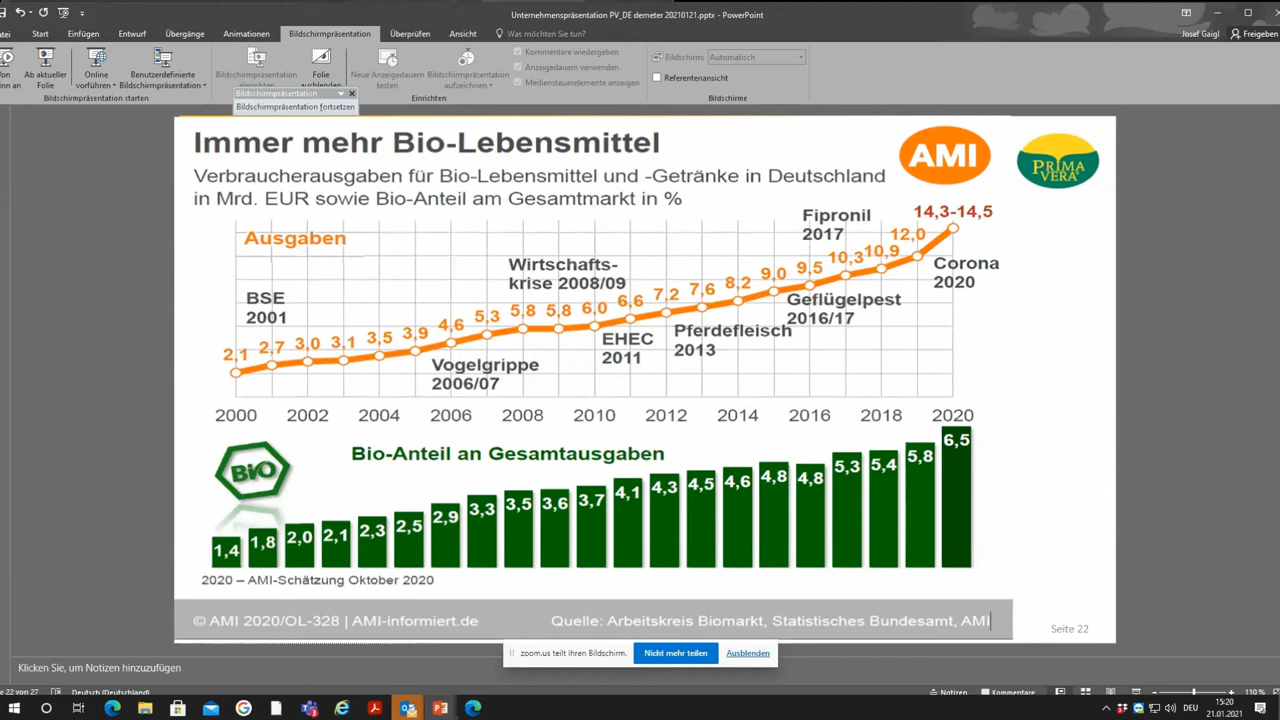 Unternehmenspräsentation PV_DE demeter 20210121.pptx - PowerPoint
Josef Gaigl
Freigeben
Start Einfügen Entwurf Übergänge Animationen Bildschirmpräsentation Überprüfen Ansicht Was möchten Sie tun?
Ab aktueller Folie
Online vorführen
Benutzerdefinierte Bildschirmpräsentation
Bildschirmpräsentation
Folie
Neue Anzeigedauern testen
Bildschirmpräsentation aufzeichnen
Kommentare wiedergeben
Anzeigedauern verwenden
Mediensteuerelemente anzeigen
Bildschirm: Automatisch
Referentenansicht
Bildschirmpräsentation starten
Einrichten
Bildschirme
Bildschirmpräsentation
Bildschirmpräsentation fortsetzen
Immer mehr Bio-Lebensmittel
Verbraucherausgaben für Bio-Lebensmittel und -Getränke in Deutschland
in Mrd. EUR sowie Bio-Anteil am Gesamtmarkt in %
AMI
PRIMA
VERA
Ausgaben
2,1 2,7 3,0 3,1 3,5 3,9 4,6 5,3 5,8 5,8 6,0 6,6 7,2 7,6 8,2 9,0 9,5 10,3 10,9 12,0 14,3-14,5
BSE
2001
Vogelgrippe
2006/07
Wirtschafts-
krise 2008/09
EHEC
2011
Pferdefleisch
2013
Geflügelpest
2016/17
Fipronil
2017
Corona
2020
2000 2002 2004 2006 2008 2010 2012 2014 2016 2018 2020
Bio
Bio-Anteil an Gesamtausgaben
1,4 1,8 2,0 2,1 2,3 2,5 2,9 3,3 3,5 3,6 3,7 4,1 4,3 4,5 4,6 4,8 4,8 5,3 5,4 5,8 6,5
2020 – AMI-Schätzung Oktober 2020
© AMI 2020/OL-328 | AMI-informiert.de
Quelle: Arbeitskreis Biomarkt, Statistisches Bundesamt, AMI
Seite 22
zoom.us teilt ihren Bildschirm. Nicht mehr teilen Ausblenden
Klicken Sie, um Notizen hinzuzufügen
22 von 27 Deutsch (Deutschland) Notizen Kommentare 110 %
DEU
15:20
21.01.2021